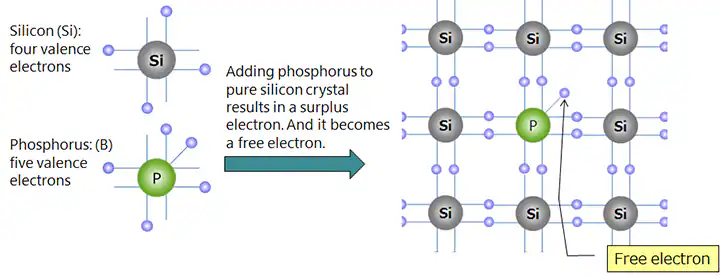 Silicon (Si):
four valence
electrons
Si
Phosphorus: (B)
five valence
electrons
P
Adding phosphorus to
pure silicon crystal
results in a surplus
electron. And it becomes
a free electron.
Si Si Si
Si P Si
Si Si Si
Free electron